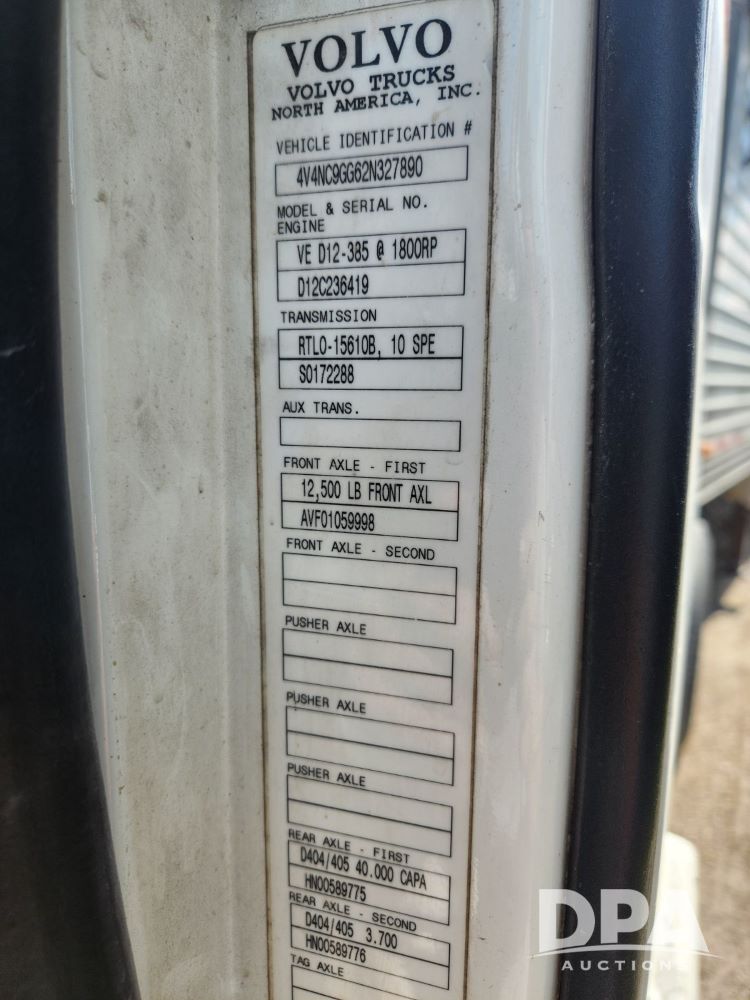 VOLVO
VOLVO TRUCKS
NORTH AMERICA, INC.
VEHICLE IDENTIFICATION #
4V4NC9GG62N327890
MODEL & SERIAL NO.
ENGINE
VE D12-385 @ 1800RP
D12C236419
TRANSMISSION
RTLO-15610B, 10 SPE
S0172288
AUX TRANS.
FRONT AXLE - FIRST
12,500 LB FRONT AXL
AVF01059998
FRONT AXLE - SECOND
PUSHER AXLE
PUSHER AXLE
PUSHER AXLE
REAR AXLE - FIRST
D404/405 40.000 CAPA
HN00589775
REAR AXLE - SECOND
D404/405 3.700
HN00589776
TAG AXLE
DPA
AUCTIONS